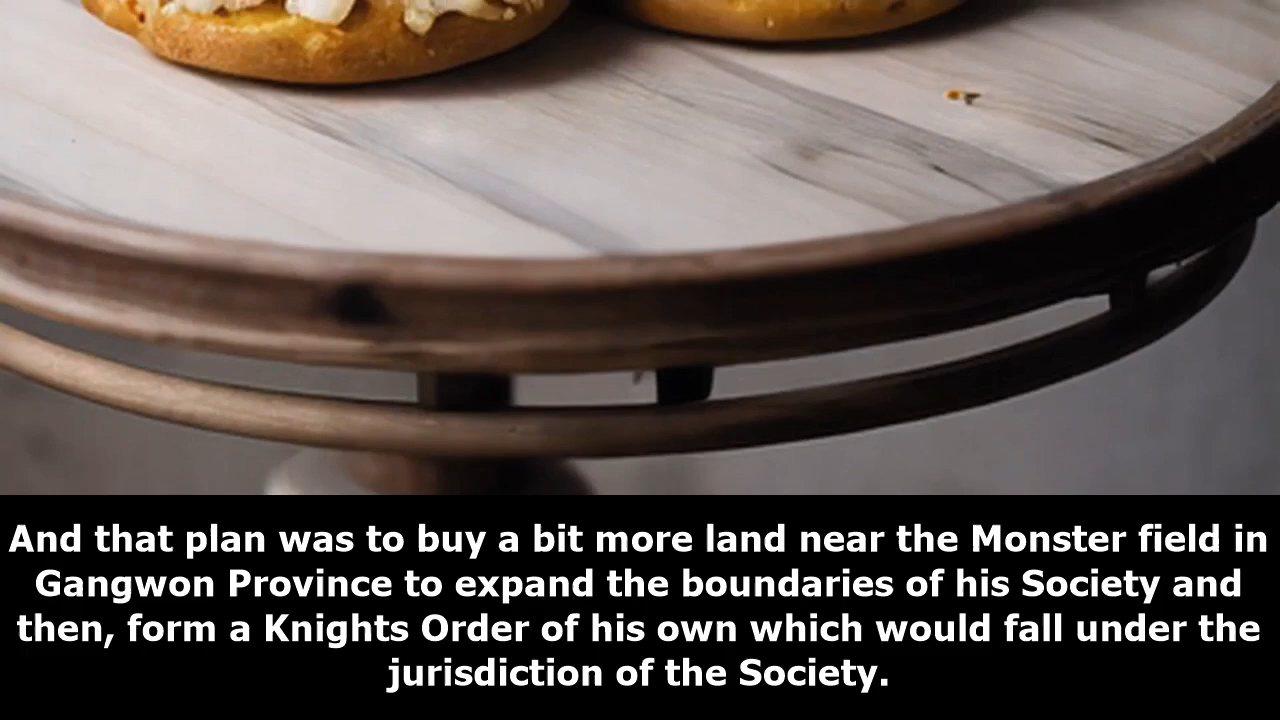 And that plan was to buy a bit more land near the Monster field in
Gangwon Province to expand the boundaries of his Society and
then, form a Knights Order of his own which would fall under the
jurisdiction of the Society.